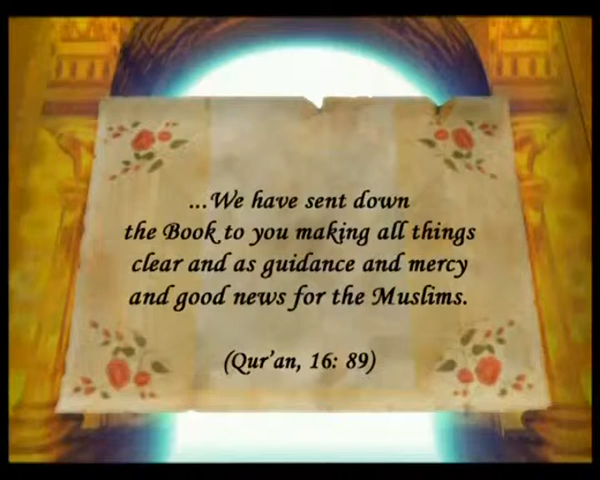 ...We have sent down
the Book to you making all things
clear and as guidance and mercy
and good news for the Muslims.
(Qur'an, 16: 89)